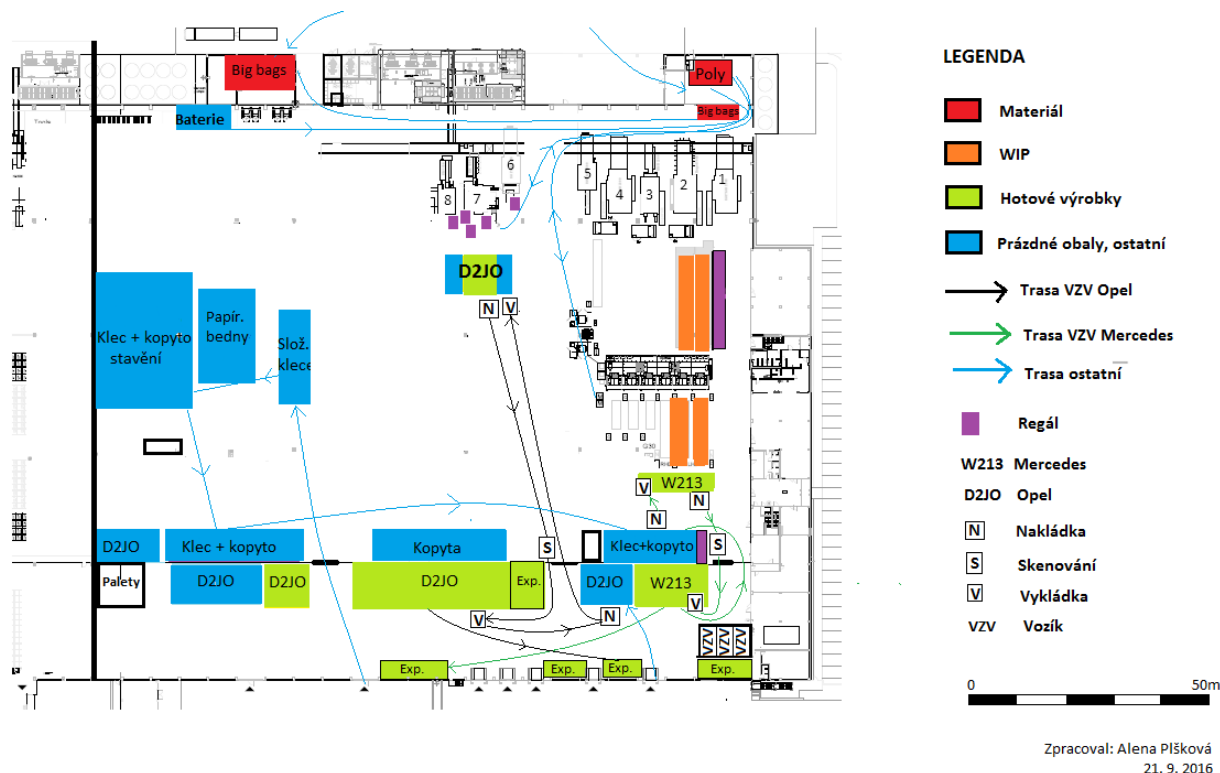 Big bags
Poly
Big bags
Baterie
6
8
7
5
4
3
2
1
D2JO
N
V
Klec + kopyto
stavění
Papír.
bedny
Slož.
klece
W213
V
N
N
D2JO
Klec + kopyto
Kopyta
S
Klec+kopyto
S
Palety
D2JO
D2JO
D2JO
Exp.
D2JO
W213
V
V
N
VZV
VZV
VZV
Exp.
Exp.
Exp.
Exp.
LEGENDA
Materiál
WIP
Hotové výrobky
Prázdné obaly, ostatní
Trasa VZV Opel
Trasa VZV Mercedes
Trasa ostatní
Regál
W213 Mercedes
D2JO Opel
N Nakládka
S Skenování
V Vykládka
VZV Vozík
0 50m
Zpracoval: Alena Plšková
21. 9. 2016